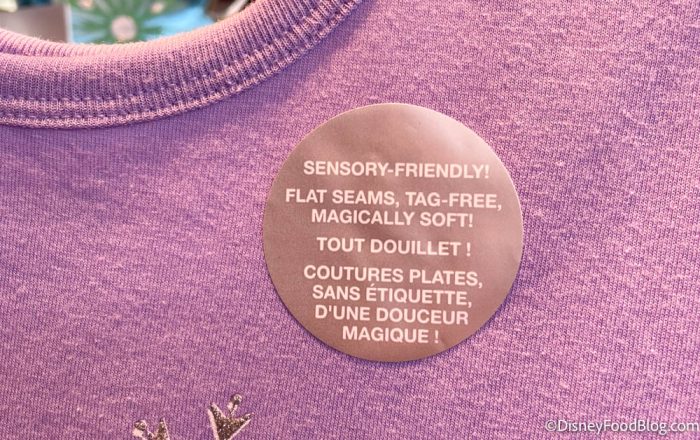 SENSORY-FRIENDLY!
FLAT SEAMS, TAG-FREE,
MAGICALLY SOFT!
TOUT DOUILLET !
COUTURES PLATES,
SANS ÉTIQUETTE,
D'UNE DOUCEUR
MAGIQUE !
©DisneyFoodBlog.com